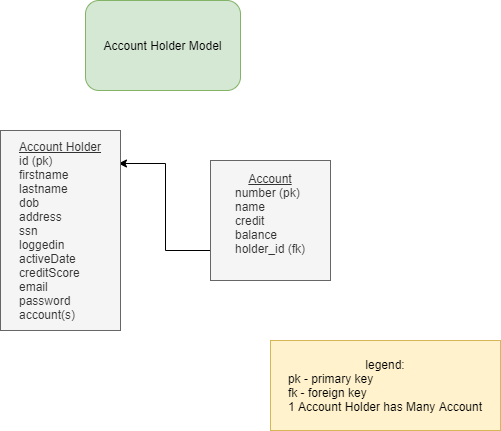 Account Holder Model
Account Holder
id (pk)
firstname
lastname
dob
address
ssn
loggedin
activeDate
creditScore
email
password
account(s)
Account
number (pk)
name
credit
balance
holder_id (fk)
legend:
pk - primary key
fk - foreign key
1 Account Holder has Many Account